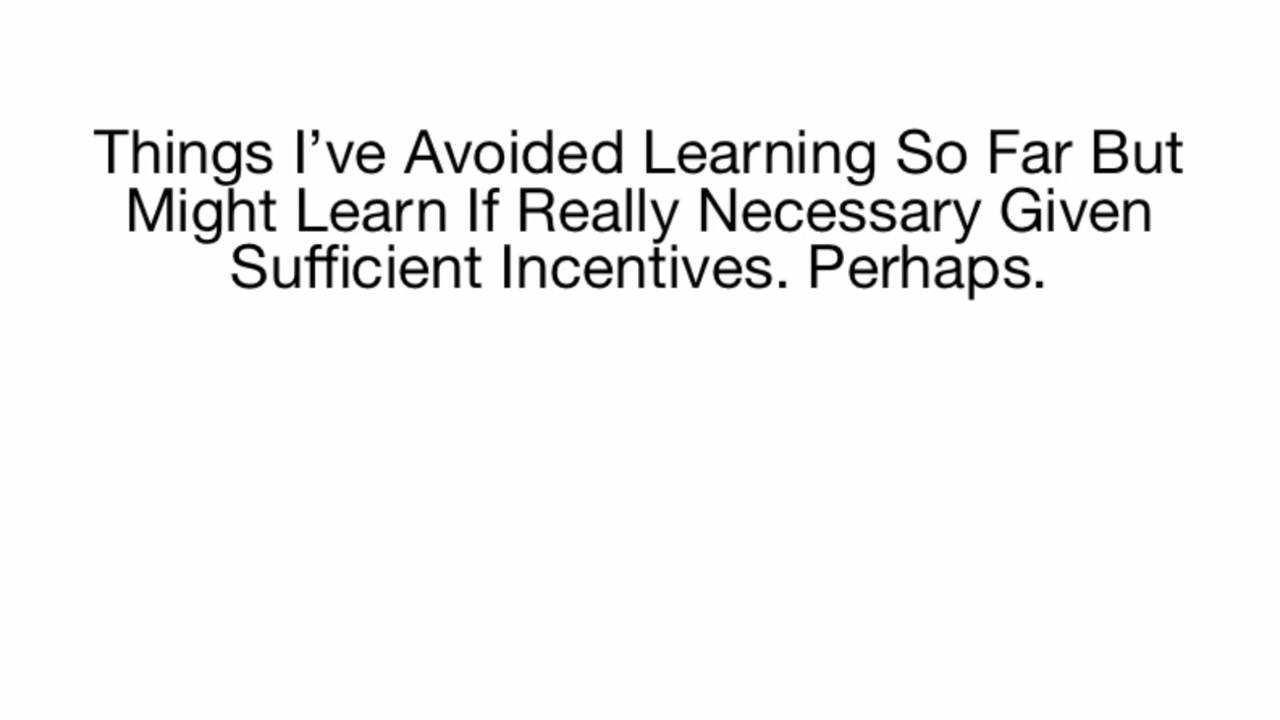 Things I’ve Avoided Learning So Far But
Might Learn If Really Necessary Given
Sufficient Incentives. Perhaps.